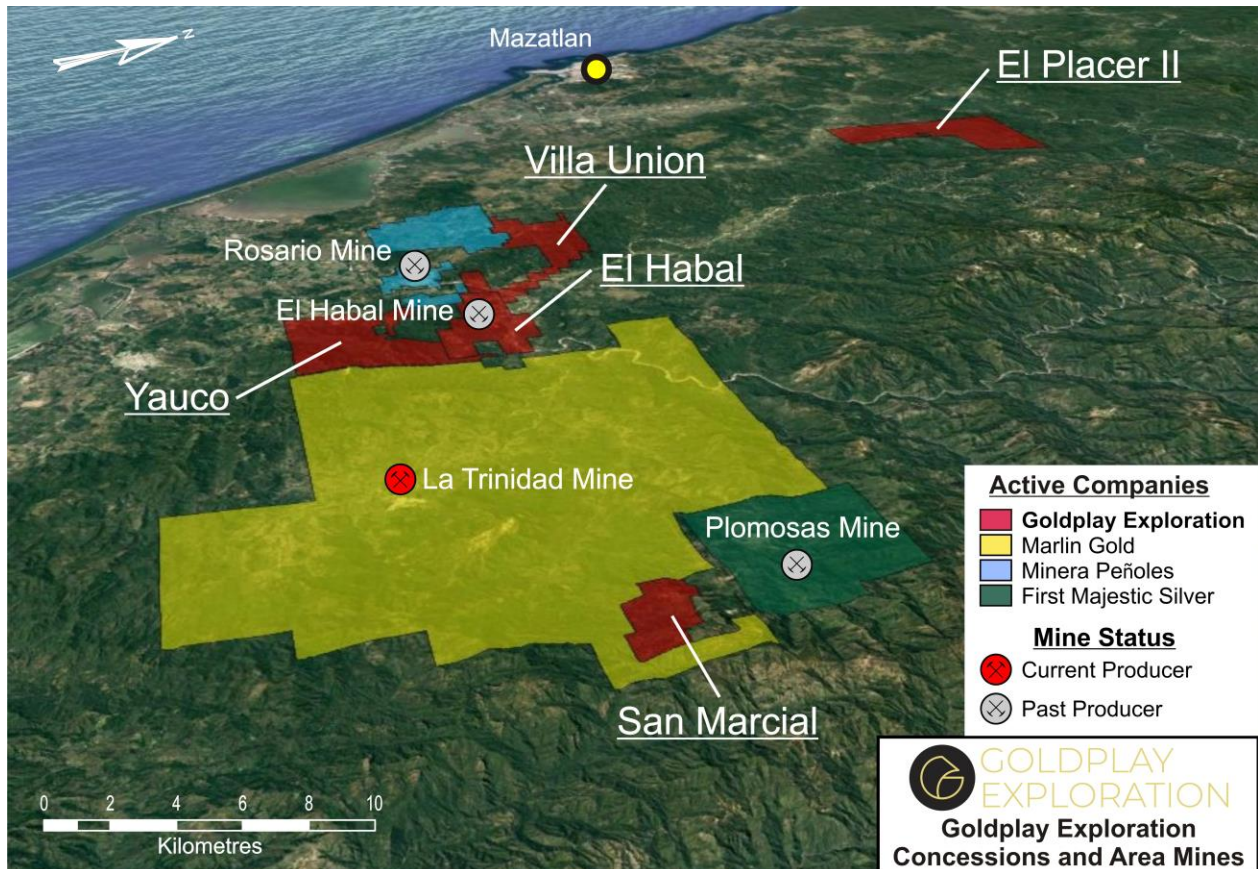 Z
Mazatlan
El Placer II
Villa Union
Rosario Mine
El Habal
El Habal Mine
Yauco
La Trinidad Mine
Plomosas Mine
San Marcial
Active Companies
Goldplay Exploration
Marlin Gold
Minera Peñoles
First Majestic Silver
Mine Status
Current Producer
Past Producer
0 2 4 6 8 10
Kilometres
GOLDPLAY
EXPLORATION
Goldplay Exploration
Concessions and Area Mines